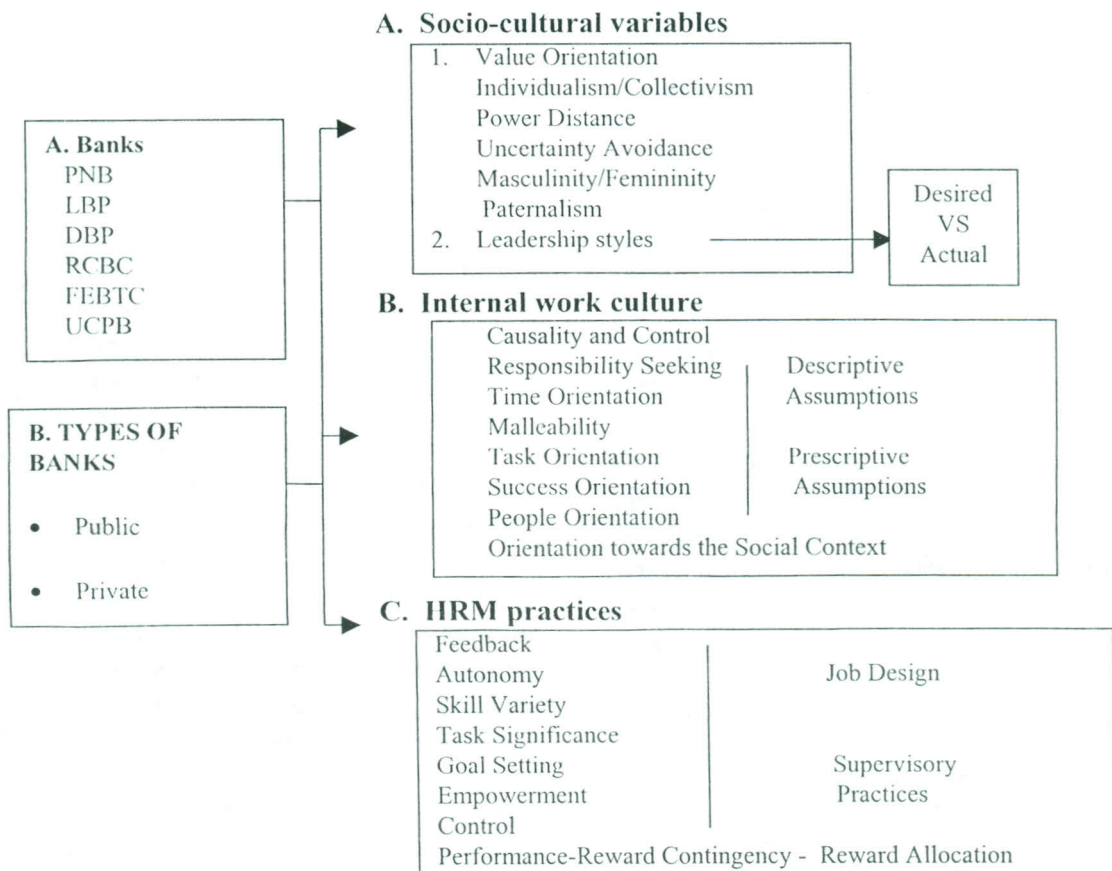 A. Socio-cultural variables
1. Value Orientation
Individualism/Collectivism
Power Distance
Uncertainty Avoidance
Masculinity/Femininity
Paternalism
2. Leadership styles
Desired
VS
Actual
A. Banks
PNB
LBP
DBP
RCBC
FEBTC
UCPB
B. TYPES OF
BANKS
• Public
• Private
B. Internal work culture
Causality and Control
Responsibility Seeking Descriptive
Time Orientation Assumptions
Malleability
Task Orientation Prescriptive
Success Orientation Assumptions
People Orientation
Orientation towards the Social Context
C. HRM practices
Feedback
Autonomy Job Design
Skill Variety
Task Significance
Goal Setting Supervisory
Empowerment Practices
Control
Performance-Reward Contingency - Reward Allocation